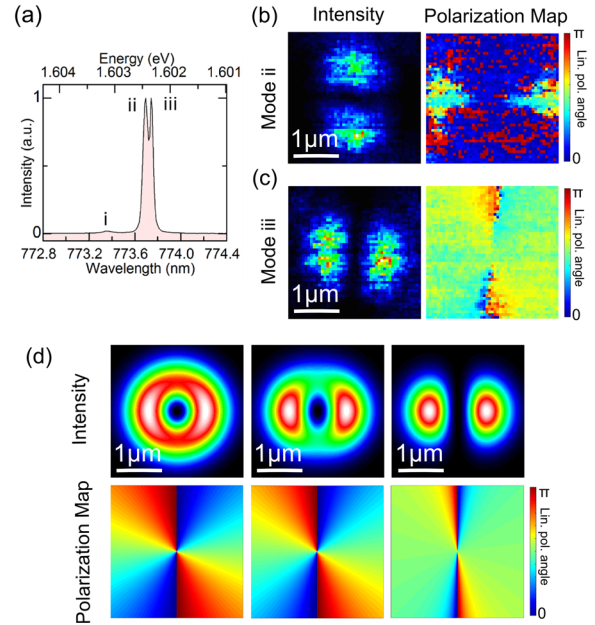 (a)
Energy (eV)
1.604 1.603 1.602 1.601
Intensity (a.u.)
1
0
ii iii
i
772.8 773.2 773.6 774.0 774.4
Wavelength (nm)
(b)
Intensity Polarization Map
Mode ii
1μm
π
Lin. pol. angle
0
(c)
Mode iii
1μm
π
Lin. pol. angle
0
(d)
Intensity
1μm 1μm 1μm
Polarization Map
π
Lin. pol. angle
0